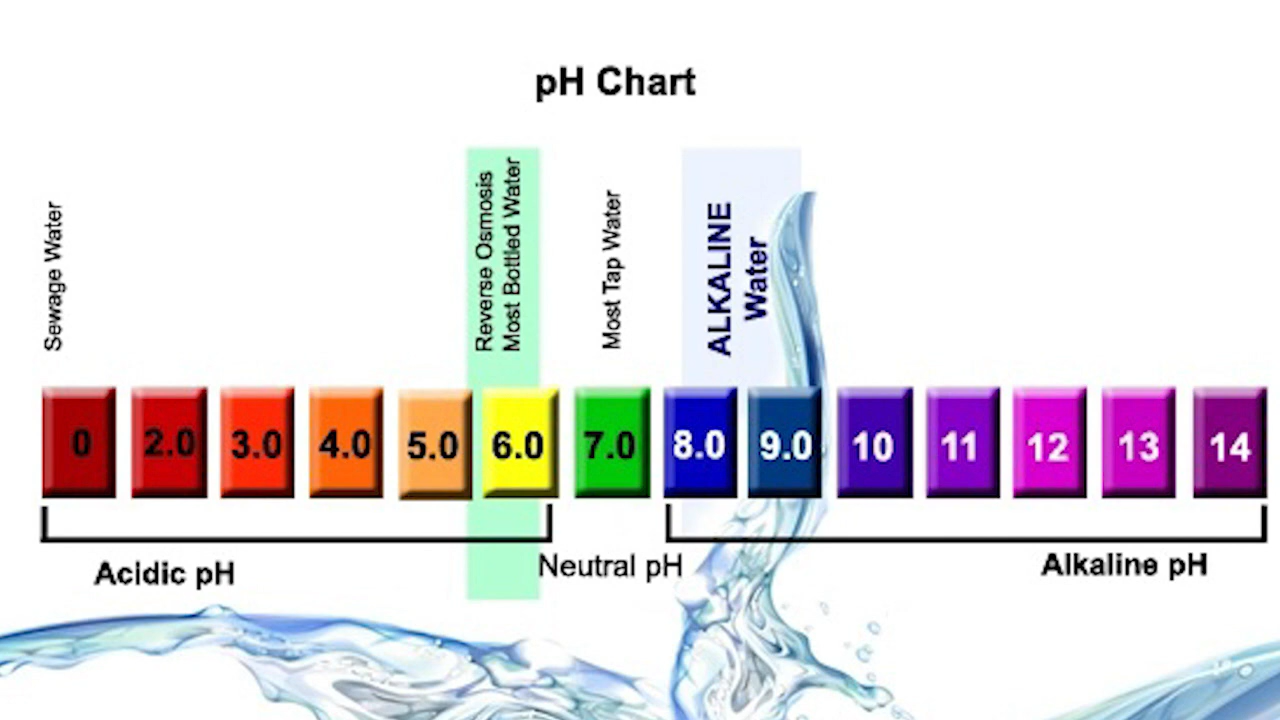 pH Chart
Sewage Water
Reverse Osmosis
Most Bottled Water
Most Tap Water
ALKALINE
Water
0 2.0 3.0 4.0 5.0 6.0 7.0 8.0 9.0 10 11 12 13 14
Acidic pH
Neutral pH
Alkaline pH